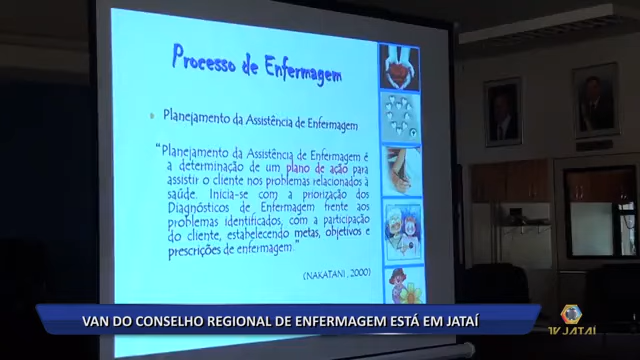 Processo de Enfermagem
Planejamento da Assistência de Enfermagem
"Planejamento da Assistência de Enfermagem é
a determinação de um plano de ação para
assistir o cliente nos problemas relacionados à
saúde. Inicia-se com a priorização dos
Diagnósticos de Enfermagem frente aos
problemas identificados, com a participação
do cliente, estabelecendo metas, objetivos e
prescrições de enfermagem."
(NAKATANI, 2000)
VAN DO CONSELHO REGIONAL DE ENFERMAGEM ESTÁ EM JATAÍ
TV JATAÍ